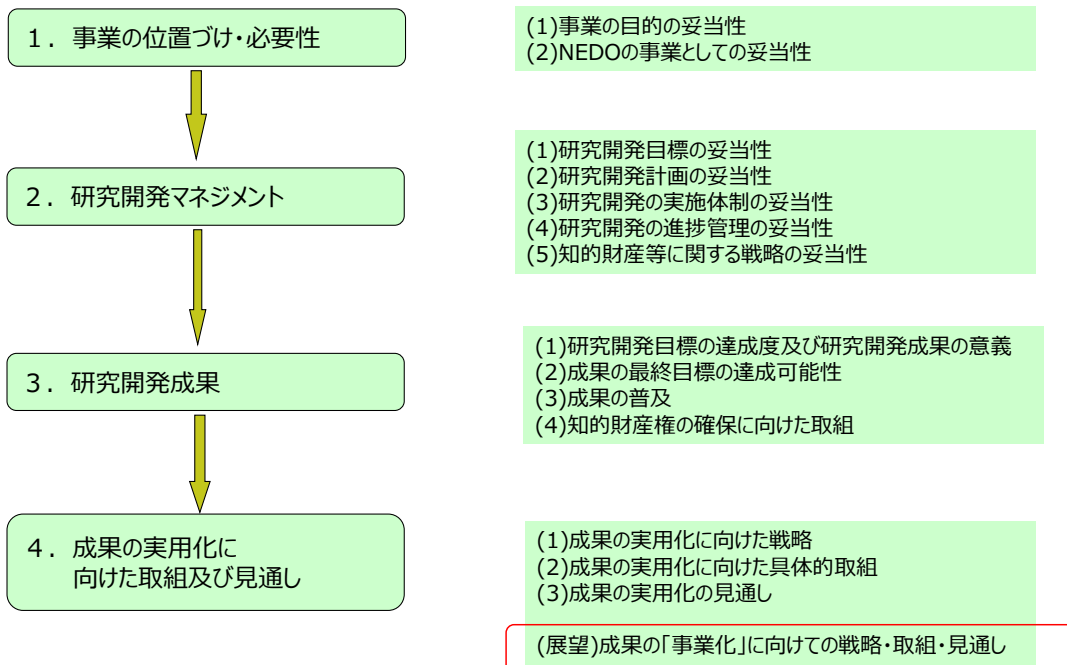 1. 事業の位置づけ・必要性
(1)事業の目的の妥当性
(2)NEDOの事業としての妥当性
2. 研究開発マネジメント
(1)研究開発目標の妥当性
(2)研究開発計画の妥当性
(3)研究開発の実施体制の妥当性
(4)研究開発の進捗管理の妥当性
(5)知的財産等に関する戦略の妥当性
3. 研究開発成果
(1)研究開発目標の達成度及び研究開発成果の意義
(2)成果の最終目標の達成可能性
(3)成果の普及
(4)知的財産権の確保に向けた取組
4. 成果の実用化に
向けた取組及び見通し
(1)成果の実用化に向けた戦略
(2)成果の実用化に向けた具体的取組
(3)成果の実用化の見通し
(展望)成果の「事業化」に向けての戦略・取組・見通し